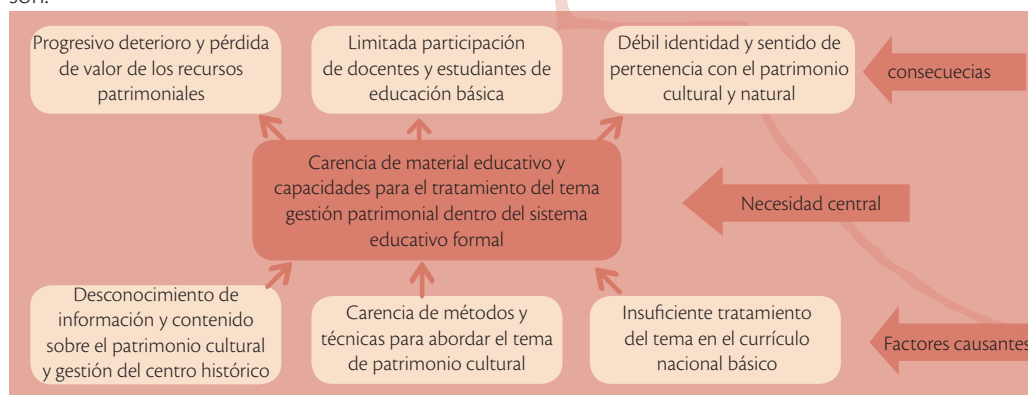 son:
Progresivo deterioro y pérdida
de valor de los recursos
patrimoniales
Limitada participación
de docentes y estudiantes de
educación básica
Débil identidad y sentido de
pertenencia con el patrimonio
cultural y natural
consecuecias
Carencia de material educativo y
capacidades para el tratamiento del tema
gestión patrimonial dentro del sistema
educativo formal
Necesidad central
Desconocimiento de
información y contenido
sobre el patrimonio cultural
y gestión del centro histórico
Carencia de métodos y
técnicas para abordar el tema
de patrimonio cultural
Insuficiente tratamiento
del tema en el currículo
nacional básico
Factores causantes